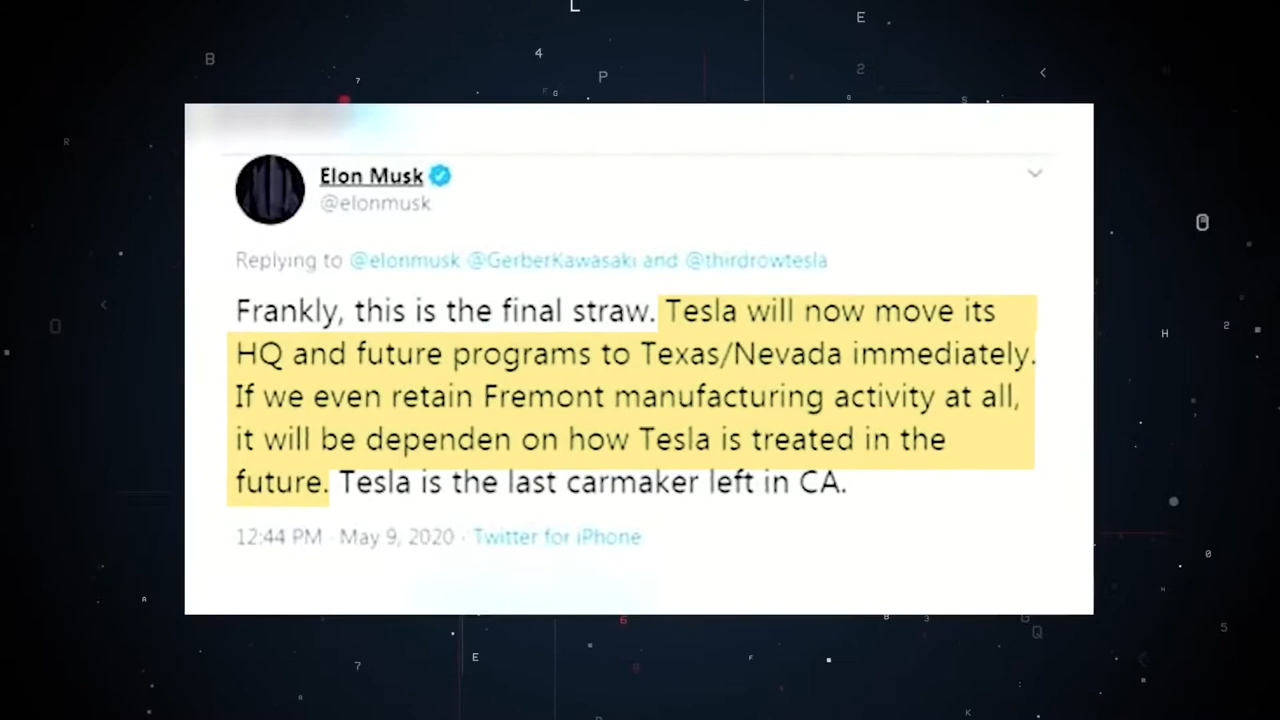 Elon Musk
@elonmusk
Replying to @elonmusk @GerberKawasaki and @thirdrowtesla
Frankly, this is the final straw. Tesla will now move its
HQ and future programs to Texas/Nevada immediately.
If we even retain Fremont manufacturing activity at all,
it will be dependen on how Tesla is treated in the
future. Tesla is the last carmaker left in CA.
12:44 PM · May 9, 2020 · Twitter for iPhone